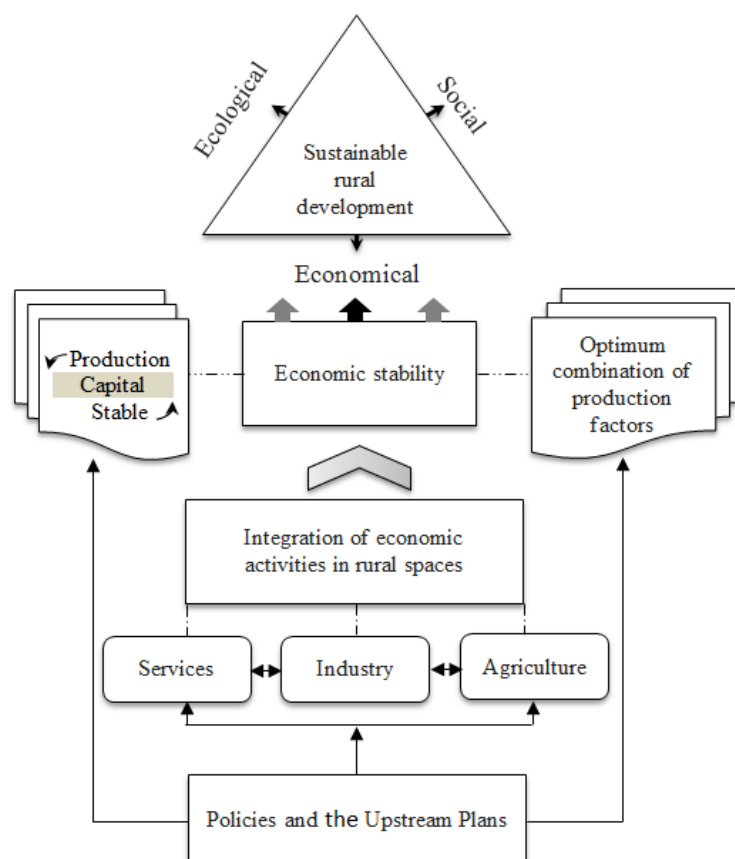 Ecological
Social
Sustainable
rural
development
Economical
Production
Capital
Stable
Economic stability
Optimum
combination of
production
factors
Integration of economic
activities in rural spaces
Services
Industry
Agriculture
Policies and the Upstream Plans